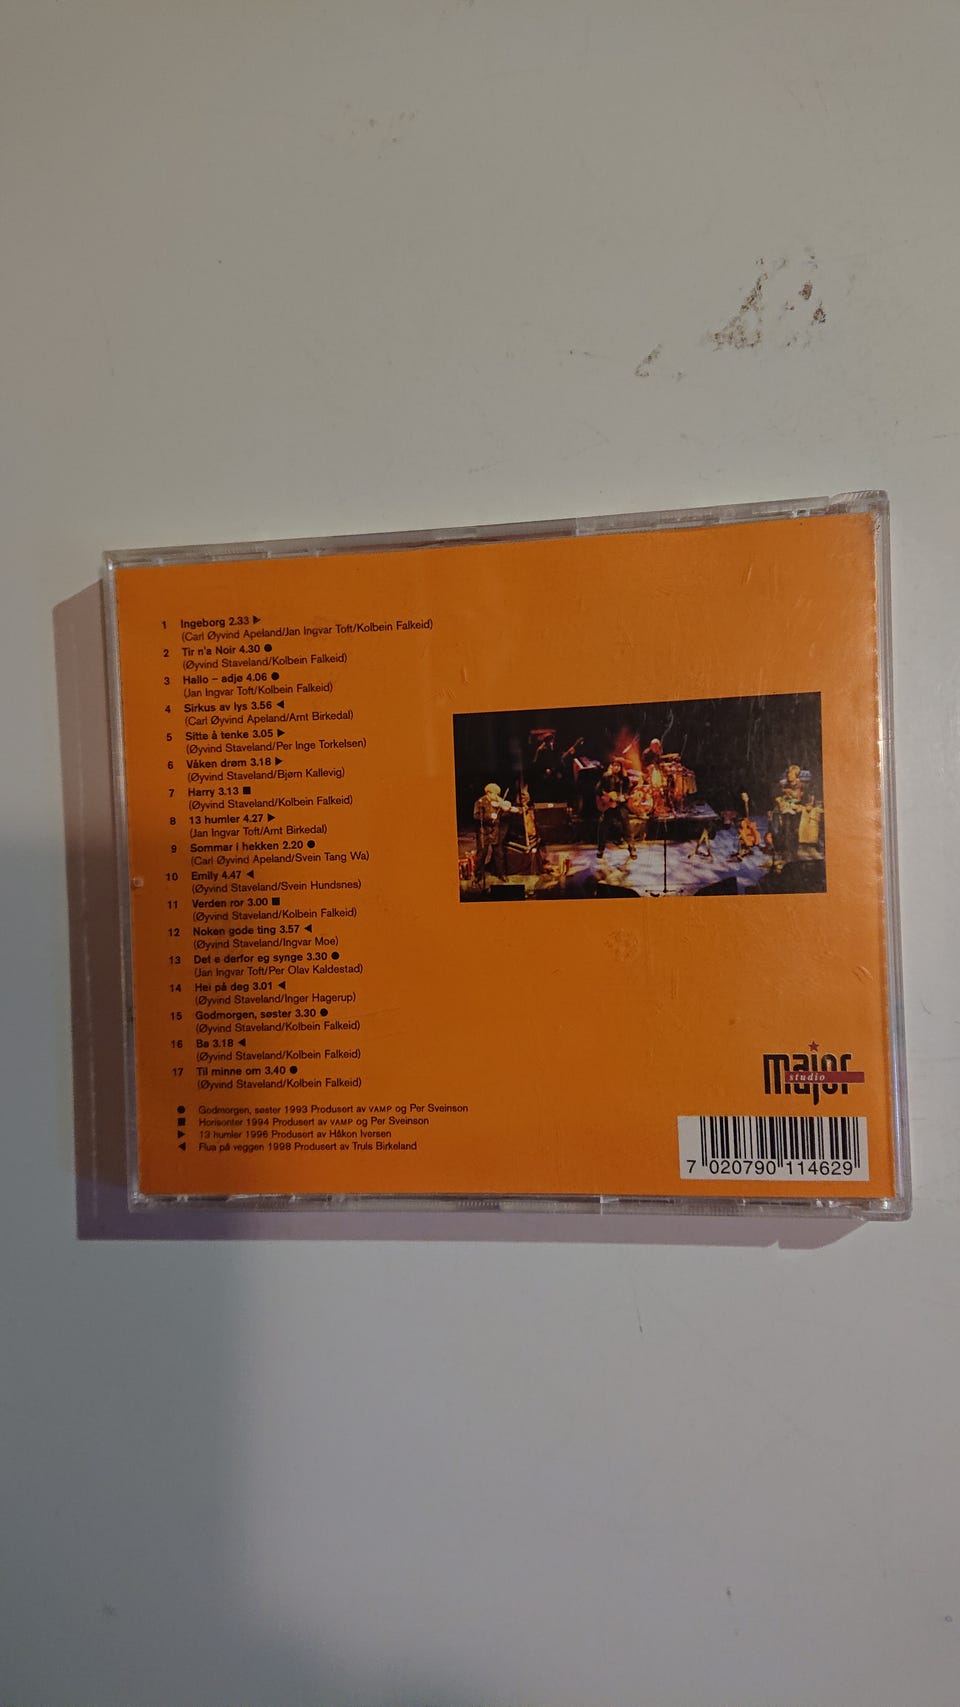 1 Ingeborg 2.33 ▶
(Carl Øyvind Apeland/Jan Ingvar Toft/Kolbein Falkeid)
2 Tir n'a Noir 4.30 ●
(Øyvind Staveland/Kolbein Falkeid)
3 Hallo – adjø 4.06 ●
(Jan Ingvar Toft/Kolbein Falkeid)
4 Sirkus av lys 3.56 ◀
(Carl Øyvind Apeland/Arnt Birkedal)
5 Sitte å tenke 3.05 ▶
(Øyvind Staveland/Per Inge Torkelsen)
6 Våken drøm 3.18 ▶
(Øyvind Staveland/Bjørn Kallevig)
7 Harry 3.13 ■
(Øyvind Staveland/Kolbein Falkeid)
8 13 humler 4.27 ▶
(Jan Ingvar Toft/Arnt Birkedal)
9 Sommar i hekken 2.20 ●
(Carl Øyvind Apeland/Svein Tang Wa)
10 Emily 4.47 ◀
(Øyvind Staveland/Svein Hundsnes)
11 Verden ror 3.00 ■
(Øyvind Staveland/Kolbein Falkeid)
12 Noken gode ting 3.57 ◀
(Øyvind Staveland/Ingvar Moe)
13 Det e derfor eg synge 3.30 ●
(Jan Ingvar Toft/Per Olav Kaldestad)
14 Hei på deg 3.01 ◀
(Øyvind Staveland/Inger Hagerup)
15 Godmorgen, søster 3.30 ●
(Øyvind Staveland/Kolbein Falkeid)
16 Bø 3.18 ◀
(Øyvind Staveland/Kolbein Falkeid)
17 Til minne om 3.40 ●
(Øyvind Staveland/Kolbein Falkeid)
● Godmorgen, søster 1993 Produsert av VAMP og Per Sveinson
■ Horisonter 1994 Produsert av VAMP og Per Sveinson
▶ 13 humler 1996 Produsert av Håkon Iversen
◀ Flua på veggen 1998 Produsert av Truls Birkeland
major
studio
7 020790 114629